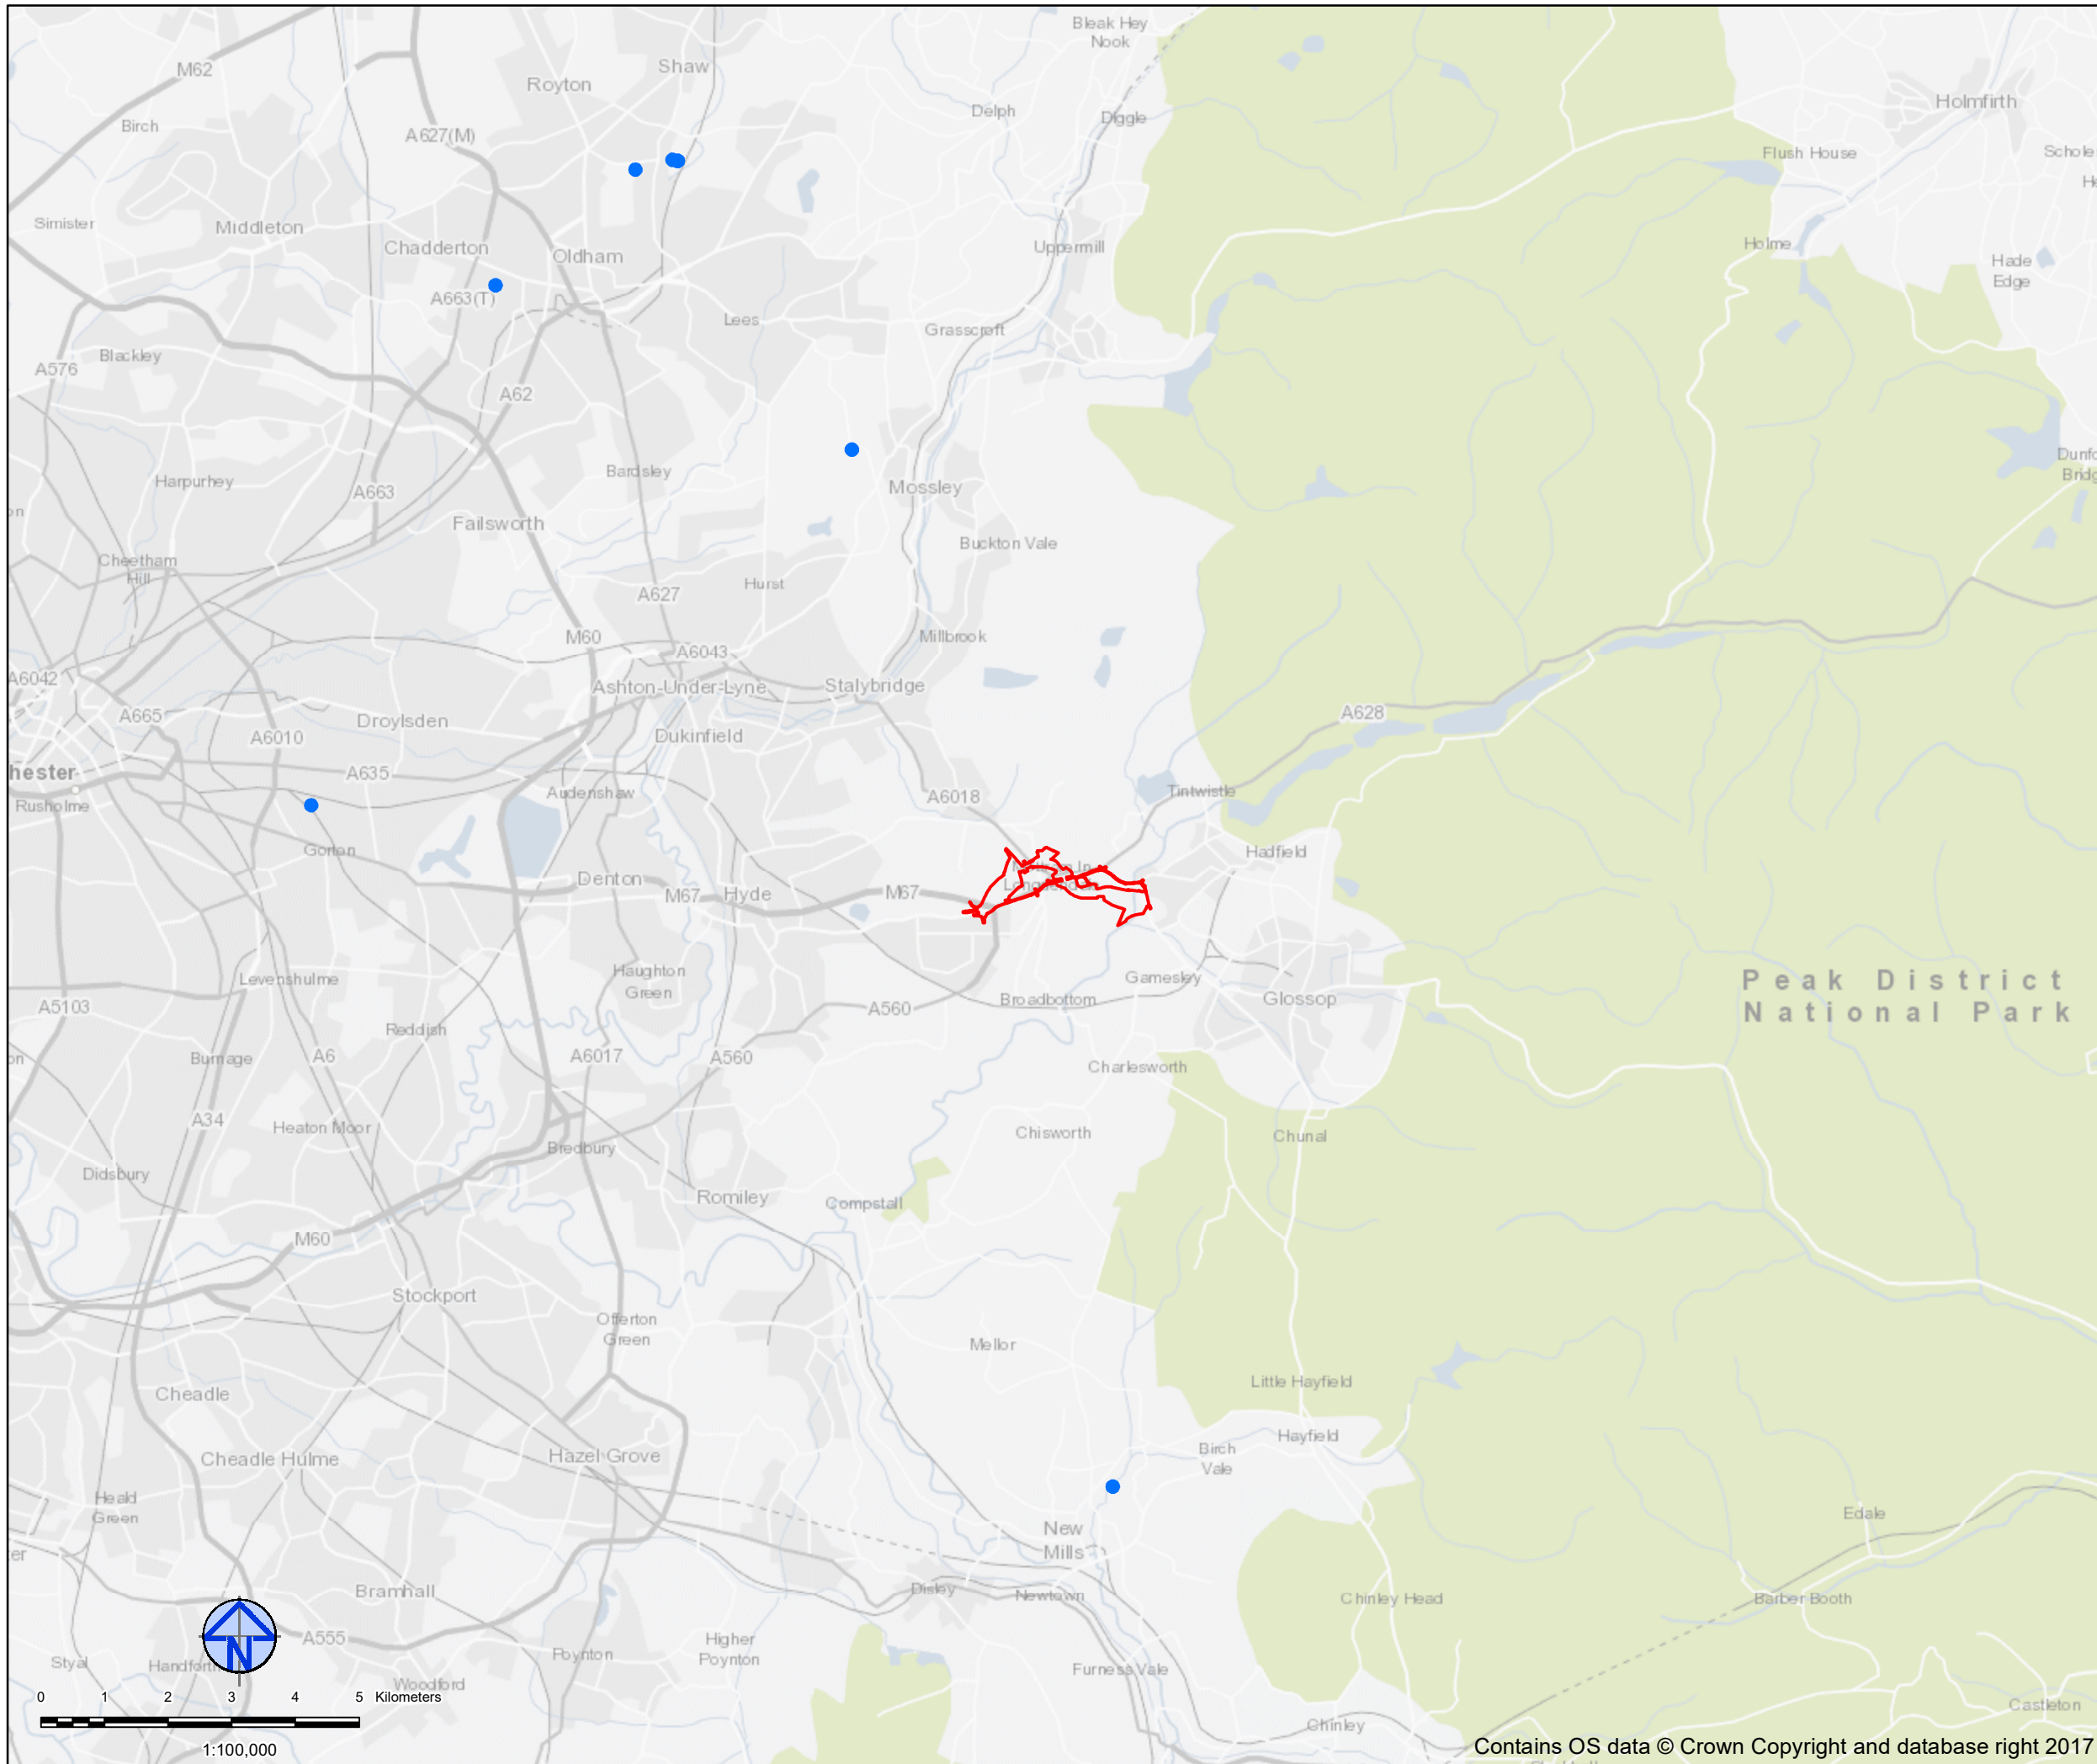 Bleak Hey
Nook
M62
Royton
Shaw
Holmfirth
Birch
A627(M)
Delph
Diggle
Flush House
Simister
Middleton
Chadderton
Oldham
Uppermill
Holme
Hade
Edge
A663(T)
Lees
Grasscroft
Blackley
A576
A62
Harpurhey
A663
Bardsley
Mossley
Failsworth
Buckton Vale
Cheetham
Hill
Hurst
A627
M60
Millbrook
A6043
A6042
Ashton-Under-Lyne
Stalybridge
A665
Droylsden
A6010
Dukinfield
A628
hester
A635
Rusholme
Audenshaw
A6018
Tintwistle
Gorton
Hadfield
Denton
M67
Hyde
M67
Levenshulme
Haughton
Green
Gamesley
Peak District
National Park
A5103
A560
Broadbottom
Glossop
Reddish
Burnage
A6
A6017
A560
Charlesworth
A34
Heaton Moor
Chisworth
Chunal
Bredbury
Didsbury
Romiley
Compstall
M60
Stockport
Offerton
Green
Mellor
Little Hayfield
Cheadle
Hayfield
Cheadle Hulme
Hazel Grove
Birch
Vale
Heald
Green
Edale
New
Mills
Bramhall
Disley
Newtown
Chinley Head
Barber Booth
N
A555
Styal
Handforth
Woodford
Poynton
Higher
Poynton
Furness Vale
Castleton
0 1 2 3 4 5 Kilometers
Chinley
1:100,000
Contains OS data © Crown Copyright and database right 2017